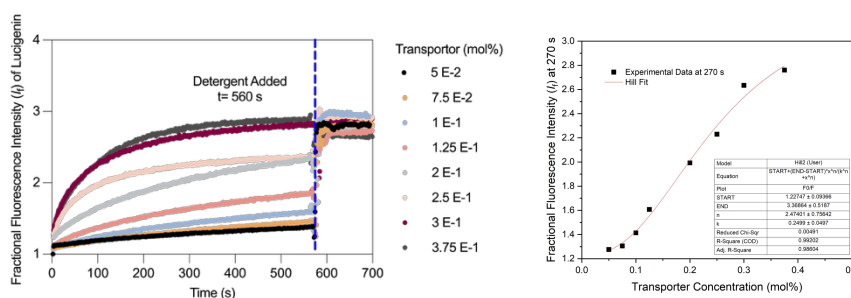 Fractional Fluorescence Intensity (If) of Lucigenin
4
3
2
1
0 100 200 300 400 500 600 700
Time (s)
Detergent Added
t= 560 s
Transportor (mol%)
5 E-2
7.5 E-2
1 E-1
1.25 E-1
2 E-1
2.5 E-1
3 E-1
3.75 E-1
Fractional Fluorescence Intensity (If) at 270 s
3.0
2.8
2.6
2.4
2.2
2.0
1.8
1.6
1.4
1.2
0.0 0.1 0.2 0.3 0.4
Transporter Concentration (mol%)
Experimental Data at 270 s
Hill Fit
Model Hill2 (User)
Equation START+(END-START)*x^n/(k^n
+x^n)
Plot F0/F
START 1.22747 ± 0.09366
END 3.36864 ± 0.5187
n 2.47401 ± 0.75642
k 0.2499 ± 0.0497
Reduced Chi-Sqr 0.00491
R-Square (COD) 0.99202
Adj. R-Square 0.98604